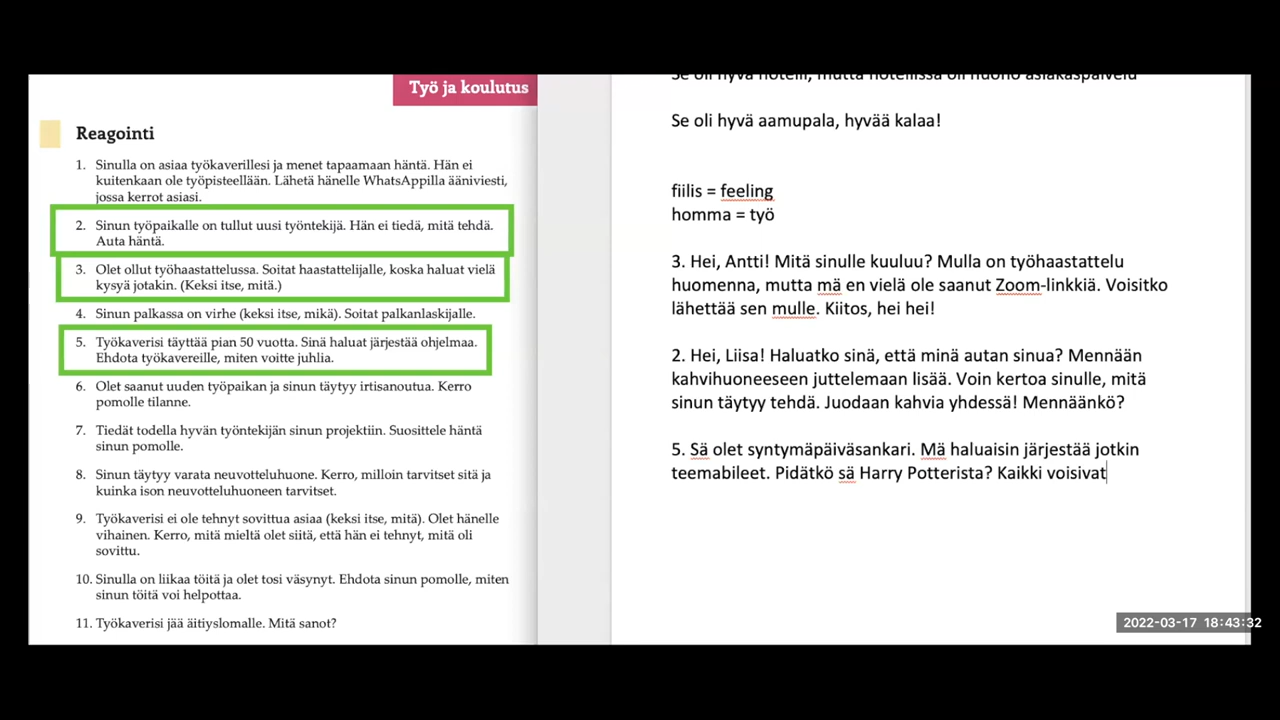 Työ ja koulutus
Reagointi
1. Sinulla on asiaa työkaverillesi ja menet tapaamaan häntä. Hän ei
kuitenkaan ole työpisteellään. Lähetä hänelle WhatsAppilla ääniviesti,
jossa kerrot asiasi.
2. Sinun työpaikalle on tullut uusi työntekijä. Hän ei tiedä, mitä tehdä.
Auta häntä.
3. Olet ollut työhaastattelussa. Soitat haastattelijalle, koska haluat vielä
kysyä jotakin. (Keksi itse, mitä.)
4. Sinun palkassa on virhe (keksi itse, mikä). Soitat palkanlaskijalle.
5. Työkaverisi täyttää pian 50 vuotta. Sinä haluat järjestää ohjelmaa.
Ehdota työkavereille, miten voitte juhlia.
6. Olet saanut uuden työpaikan ja sinun täytyy irtisanoutua. Kerro
pomolle tilanne.
7. Tiedät todella hyvän työntekijän sinun projektiin. Suosittele häntä
sinun pomolle.
8. Sinun täytyy varata neuvotteluhuone. Kerro, milloin tarvitset sitä ja
kuinka ison neuvotteluhuoneen tarvitset.
9. Työkaverisi ei ole tehnyt sovittua asiaa (keksi itse, mitä). Olet hänelle
vihainen. Kerro, mitä mieltä olet siitä, että hän ei tehnyt, mitä oli
sovittu.
10. Sinulla on liikaa töitä ja olet tosi väsynyt. Ehdota sinun pomolle, miten
sinun töitä voi helpottaa.
11. Työkaverisi jää äitiyslomalle. Mitä sanot?
Se oli hyvä hotelli, mutta hotellissa oli huono asiakaspalvelu
Se oli hyvä aamupala, hyvää kalaa!
fiilis = feeling
homma = työ
3. Hei, Antti! Mitä sinulle kuuluu? Mulla on työhaastattelu
huomenna, mutta mä en vielä ole saanut Zoom-linkkiä. Voisitko
lähettää sen mulle. Kiitos, hei hei!
2. Hei, Liisa! Haluatko sinä, että minä autan sinua? Mennään
kahvihuoneeseen juttelemaan lisää. Voin kertoa sinulle, mitä
sinun täytyy tehdä. Juodaan kahvia yhdessä! Mennäänkö?
5. Sä olet syntymäpäiväsankari. Mä haluaisin järjestää jotkin
teemabileet. Pidätkö sä Harry Potterista? Kaikki voisivat
2022-03-17 18:43:32